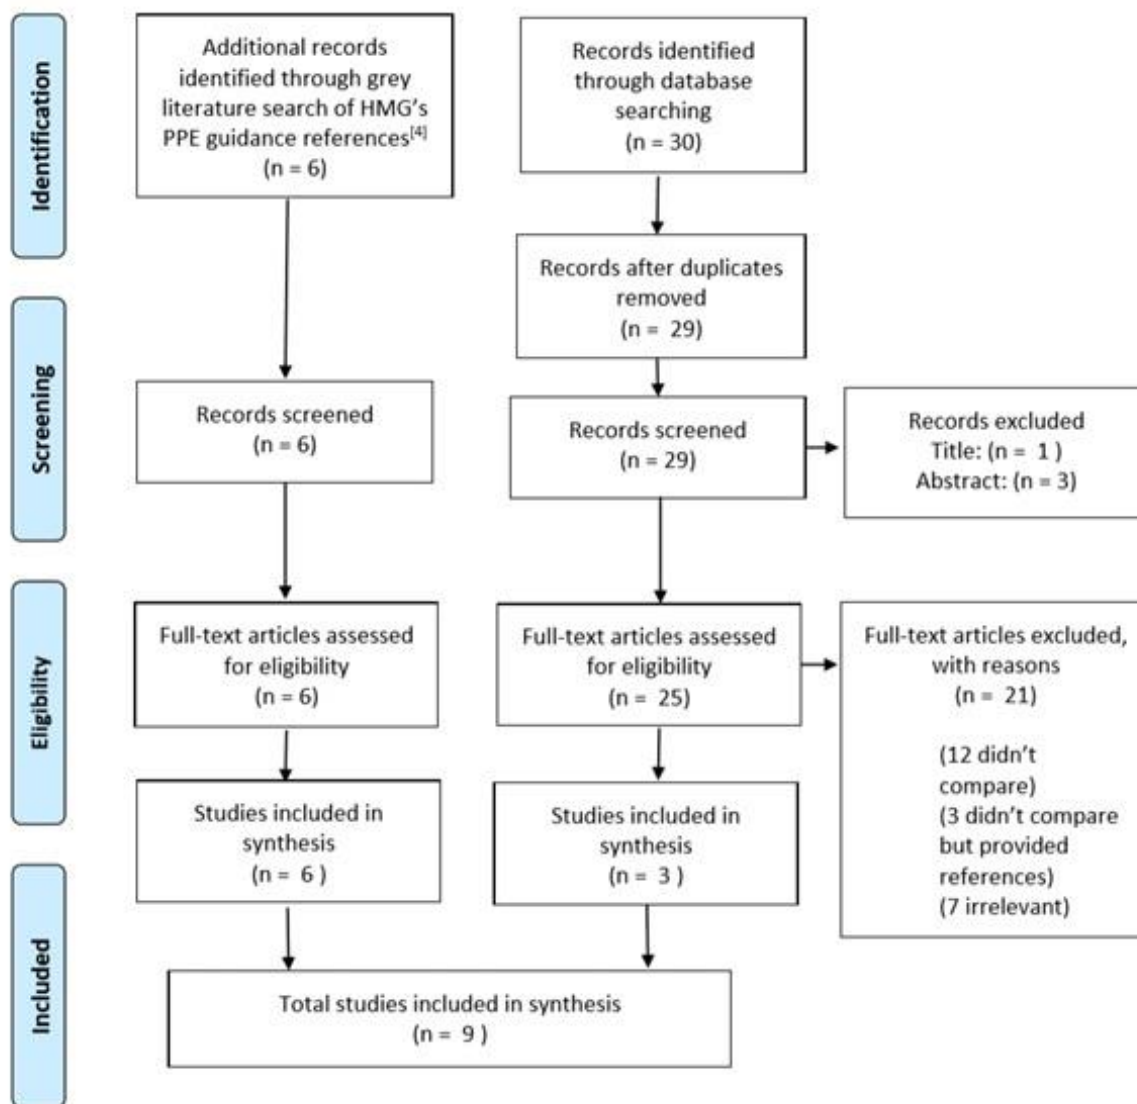 Identification
Additional records
identified through grey
literature search of HMG's
PPE guidance references[4]
(n = 6)
Records identified
through database
searching
(n = 30)
Records after duplicates
removed
(n = 29)
Screening
Records screened
(n = 6)
Records screened
(n = 29)
Records excluded
Title: (n = 1 )
Abstract: (n = 3)
Eligibility
Full-text articles assessed
for eligibility
(n = 6)
Full-text articles assessed
for eligibility
(n = 25)
Full-text articles excluded,
with reasons
(n = 21)
(12 didn't
compare)
(3 didn't compare
but provided
references)
(7 irrelevant)
Studies included in
synthesis
(n = 6 )
Studies included in
synthesis
(n = 3 )
Included
Total studies included in synthesis
(n = 9 )